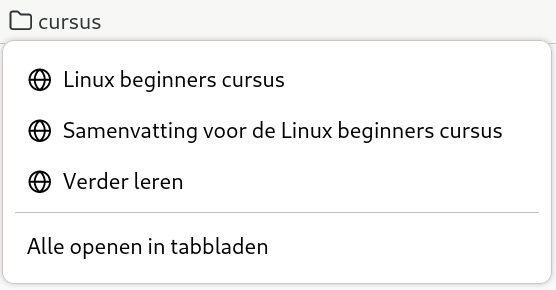 cursus
Linux beginners cursus
Samenvatting voor de Linux beginners cursus
Verder leren
Alle openen in tabbladen